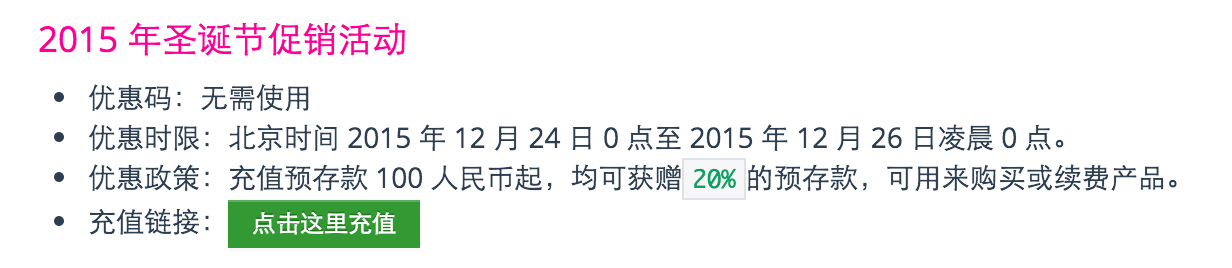 2015 年圣诞节促销活动
• 优惠码：无需使用
• 优惠时限：北京时间 2015 年 12 月 24 日 0 点至 2015 年 12 月 26 日凌晨 0 点。
• 优惠政策：充值预存款 100 人民币起，均可获赠 20% 的预存款，可用来购买或续费产品。
• 充值链接： 点击这里充值